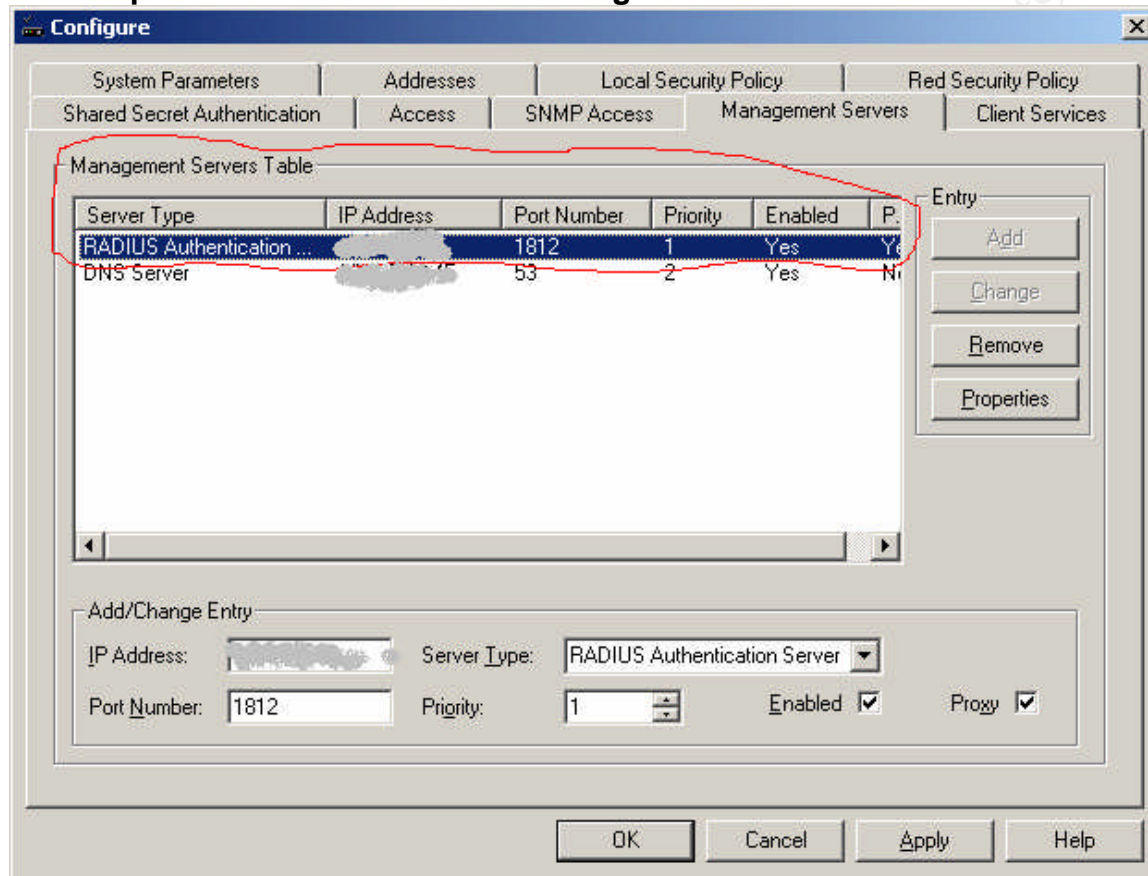 Configure
System Parameters Addresses Local Security Policy Red Security Policy
Shared Secret Authentication Access SNMP Access Management Servers Client Services
Management Servers Table
Server Type IP Address Port Number Priority Enabled P.
Entry
RADIUS Authentication ... 1812 1 Yes
Add
DNS Server 53 2 Yes
Change
Remove
Properties
Add/Change Entry
IP Address: Server Type: RADIUS Authentication Server
Port Number: 1812 Priority: 1 Enabled Proxy
OK Cancel Apply Help